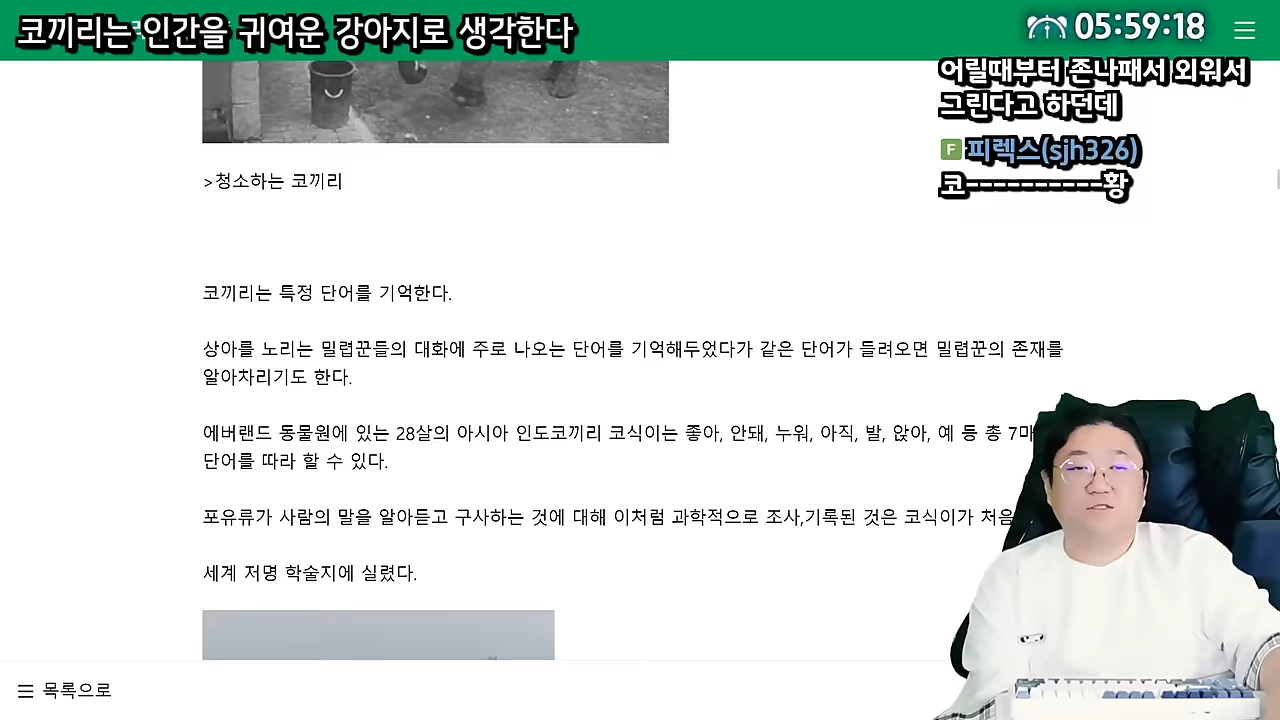 코끼리는 인간을 귀여운 강아지로 생각한다
05:59:18
어릴때부터 존나패서 외워서
그린다고 하던데
F 피렉스(sjh326)
코----------황
>청소하는 코끼리
코끼리는 특정 단어를 기억한다.
상아를 노리는 밀렵꾼들의 대화에 주로 나오는 단어를 기억해두었다가 같은 단어가 들려오면 밀렵꾼의 존재를
알아차리기도 한다.
에버랜드 동물원에 있는 28살의 아시아 인도코끼리 코식이는 좋아, 안돼, 누워, 아직, 발, 앉아, 예 등 총 7마
단어를 따라 할 수 있다.
포유류가 사람의 말을 알아듣고 구사하는 것에 대해 이처럼 과학적으로 조사,기록된 것은 코식이가 처음
세계 저명 학술지에 실렸다.
목록으로